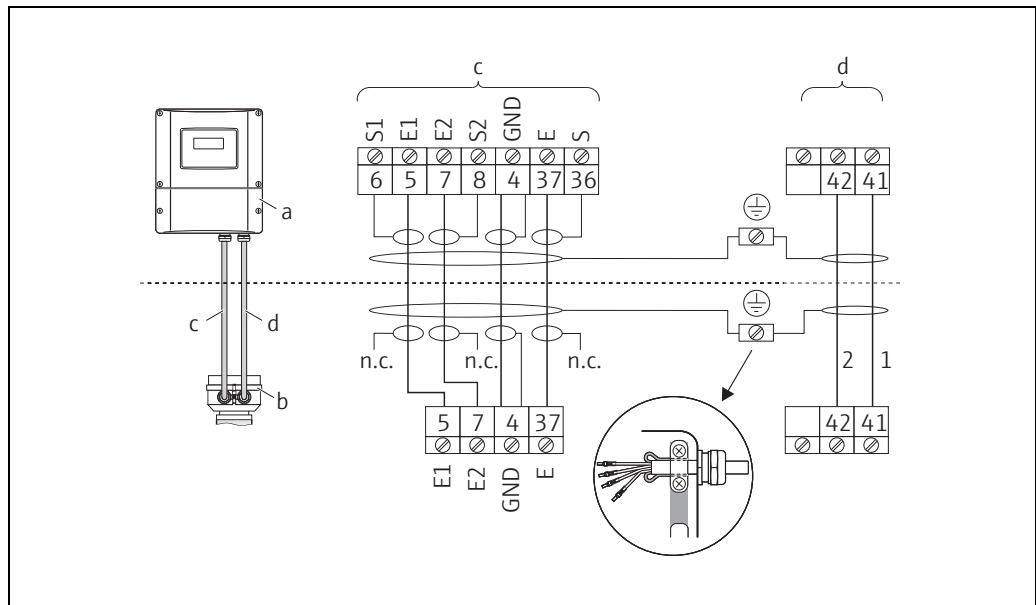 c
d
S1 E1 E2 S2 GND E S
6 5 7 8 4 37 36
42 41
a
c d
n.c. n.c. n.c.
2 1
b
5 7 4 37
42 41
E1 E2 GND E